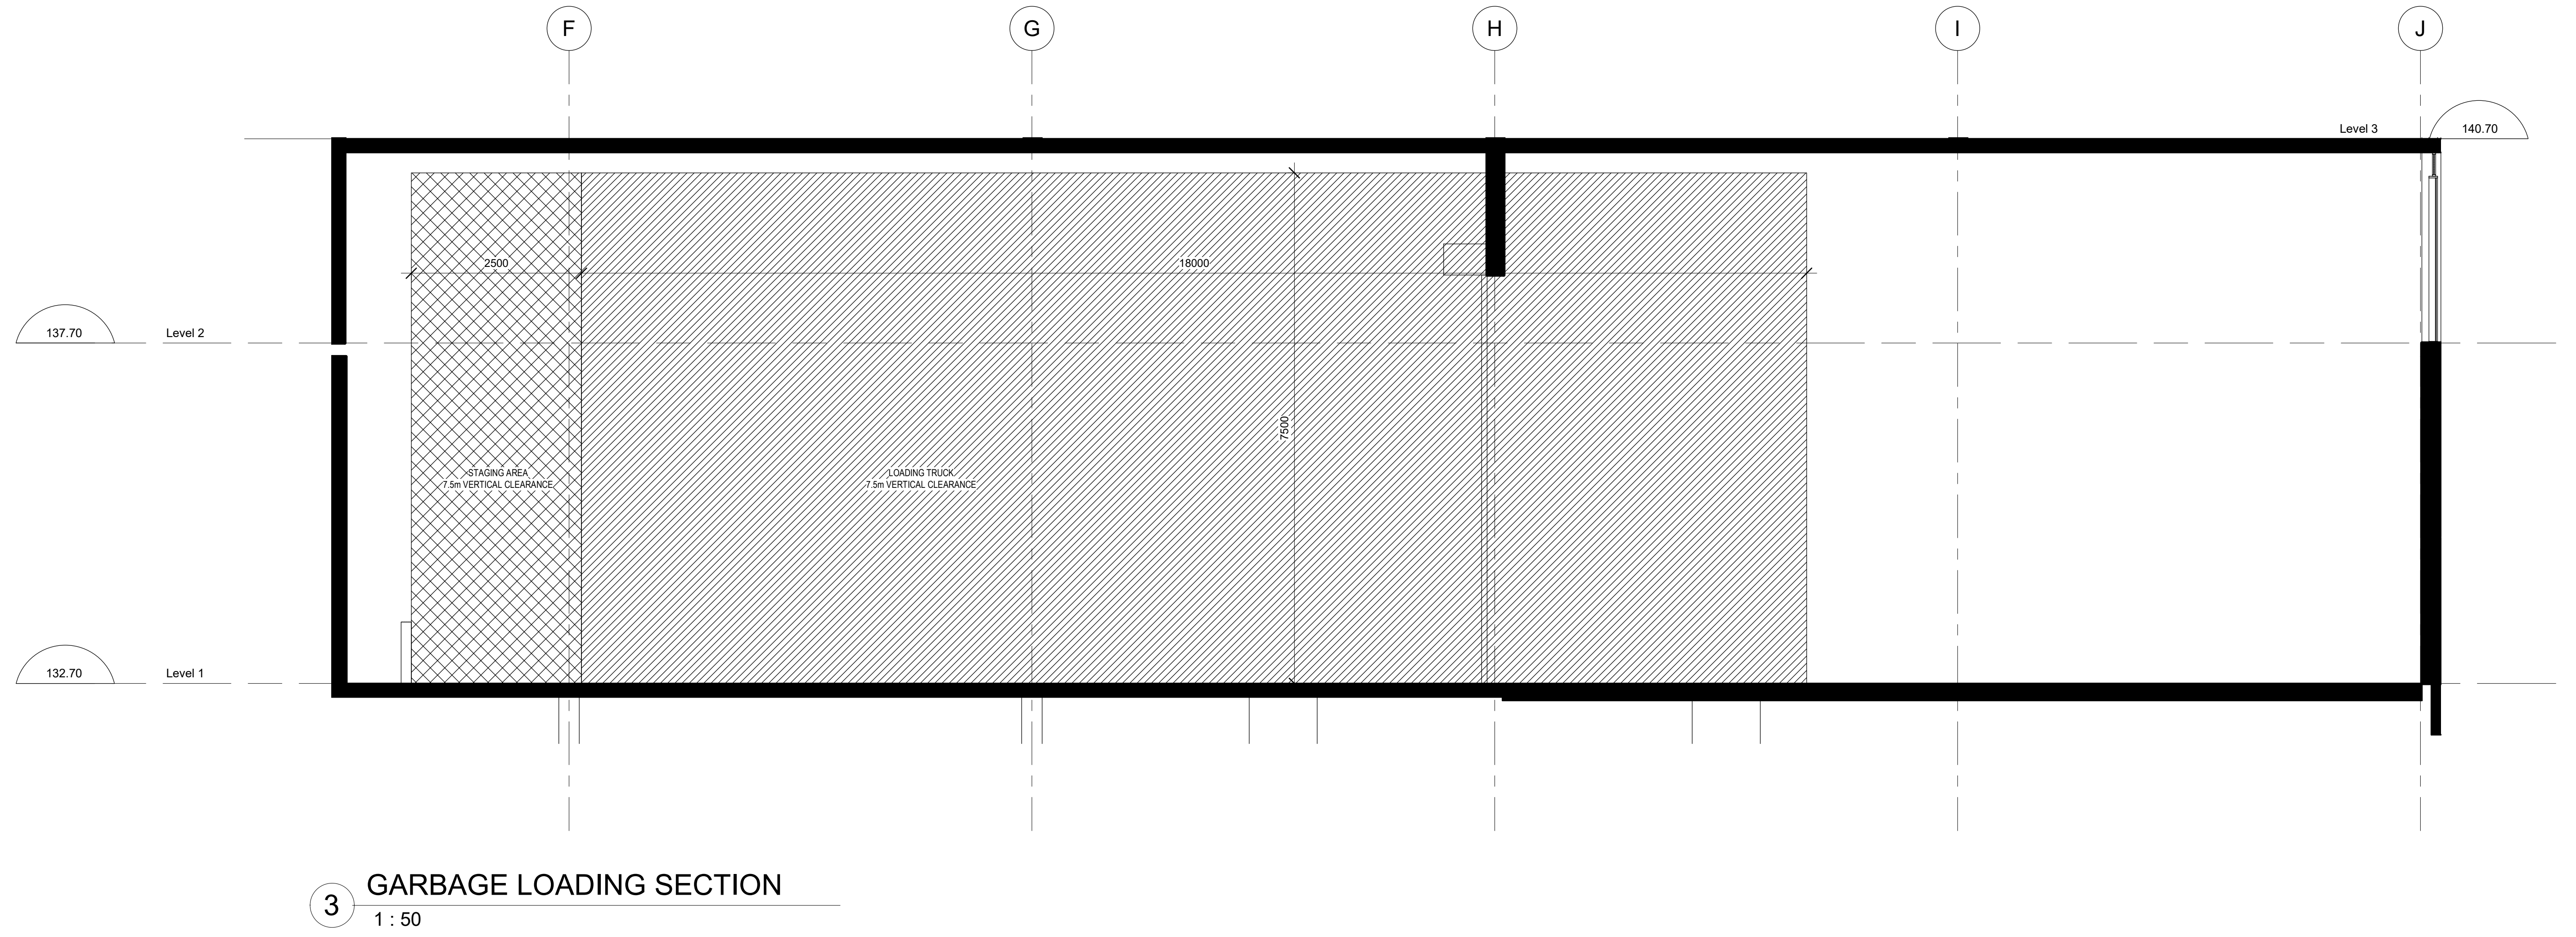 F
G
H
I
J
Level 3
140.70
2500
18000
137.70
Level 2
7500
STAGING AREA
7.5m VERTICAL CLEARANCE
LOADING TRUCK
7.5m VERTICAL CLEARANCE
132.70
Level 1
3
GARBAGE LOADING SECTION
1 : 50